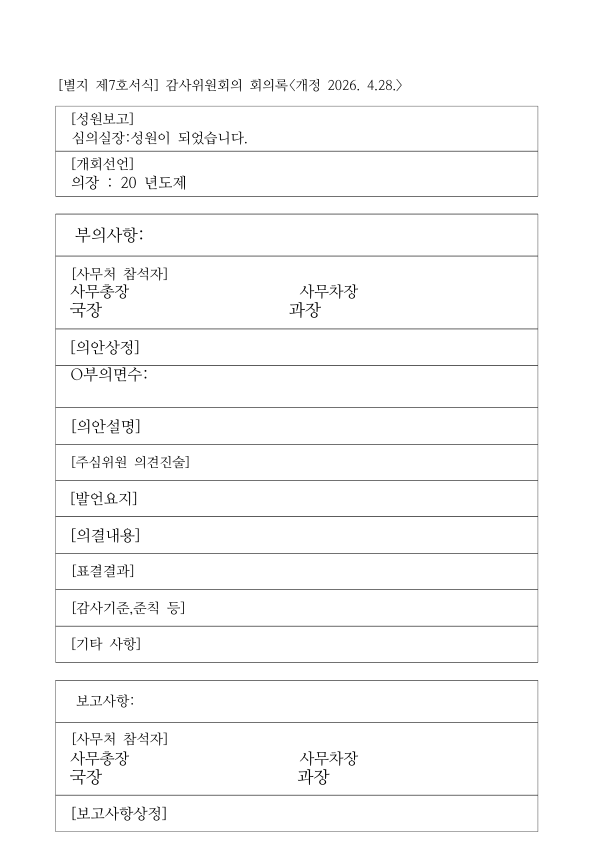 [별지 제7호서식] 감사위원회의 회의록<개정 2026. 4.28.>
[성원보고]
심의실장:성원이 되었습니다.
[개회선언]
의장 : 20 년도제
부의사항:
[사무처 참석자]
사무총장 사무차장
국장 과장
[의안상정]
O부의면수:
[의안설명]
[주심위원 의견진술]
[발언요지]
[의결내용]
[표결결과]
[감사기준,준칙 등]
[기타 사항]
보고사항:
[사무처 참석자]
사무총장 사무차장
국장 과장
[보고사항상정]